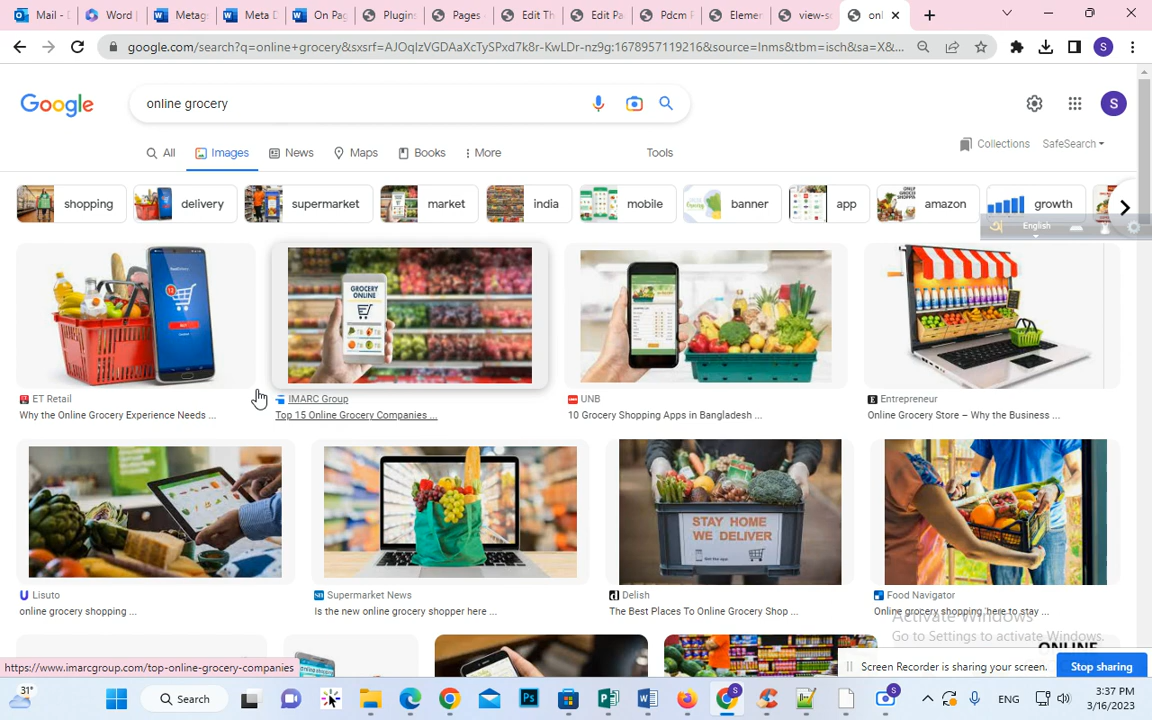 Mail - D
Word
Metag
Meta D
On Pag
Plugins
Pages
Edit Th
Edit Pa
Pdcm P
Elemen
view-so
onl
google.com/search?q=online+grocery&sxsrf=AJOqlzVGDAaXcTySPxd7k8r-KwLDr-nz9g:1678957119216&source=lnms&tbm=isch&sa=X&...
S
Google
online grocery
S
All
Images
News
Maps
Books
More
Tools
Collections
SafeSearch
shopping
delivery
supermarket
market
india
mobile
banner
app
amazon
growth
English
GROCERY
ONLINE
ET Retail
Why the Online Grocery Experience Needs ...
IMARC Group
Top 15 Online Grocery Companies ...
UNB
10 Grocery Shopping Apps in Bangladesh ...
Entrepreneur
Online Grocery Store – Why the Business ...
STAY HOME
WE DELIVER
Lisuto
online grocery shopping ...
Supermarket News
Is the new online grocery shopper here ...
Delish
The Best Places To Online Grocery Shop ...
Food Navigator
Online grocery shopping 'here to stay ...
Activate Windows
Go to Settings to activate Windows.
ONLINE
https://www.imarcgroup.com/top-online-grocery-companies
Screen Recorder is sharing your screen.
Stop sharing
31°
Search
ENG
3:37 PM
3/16/2023